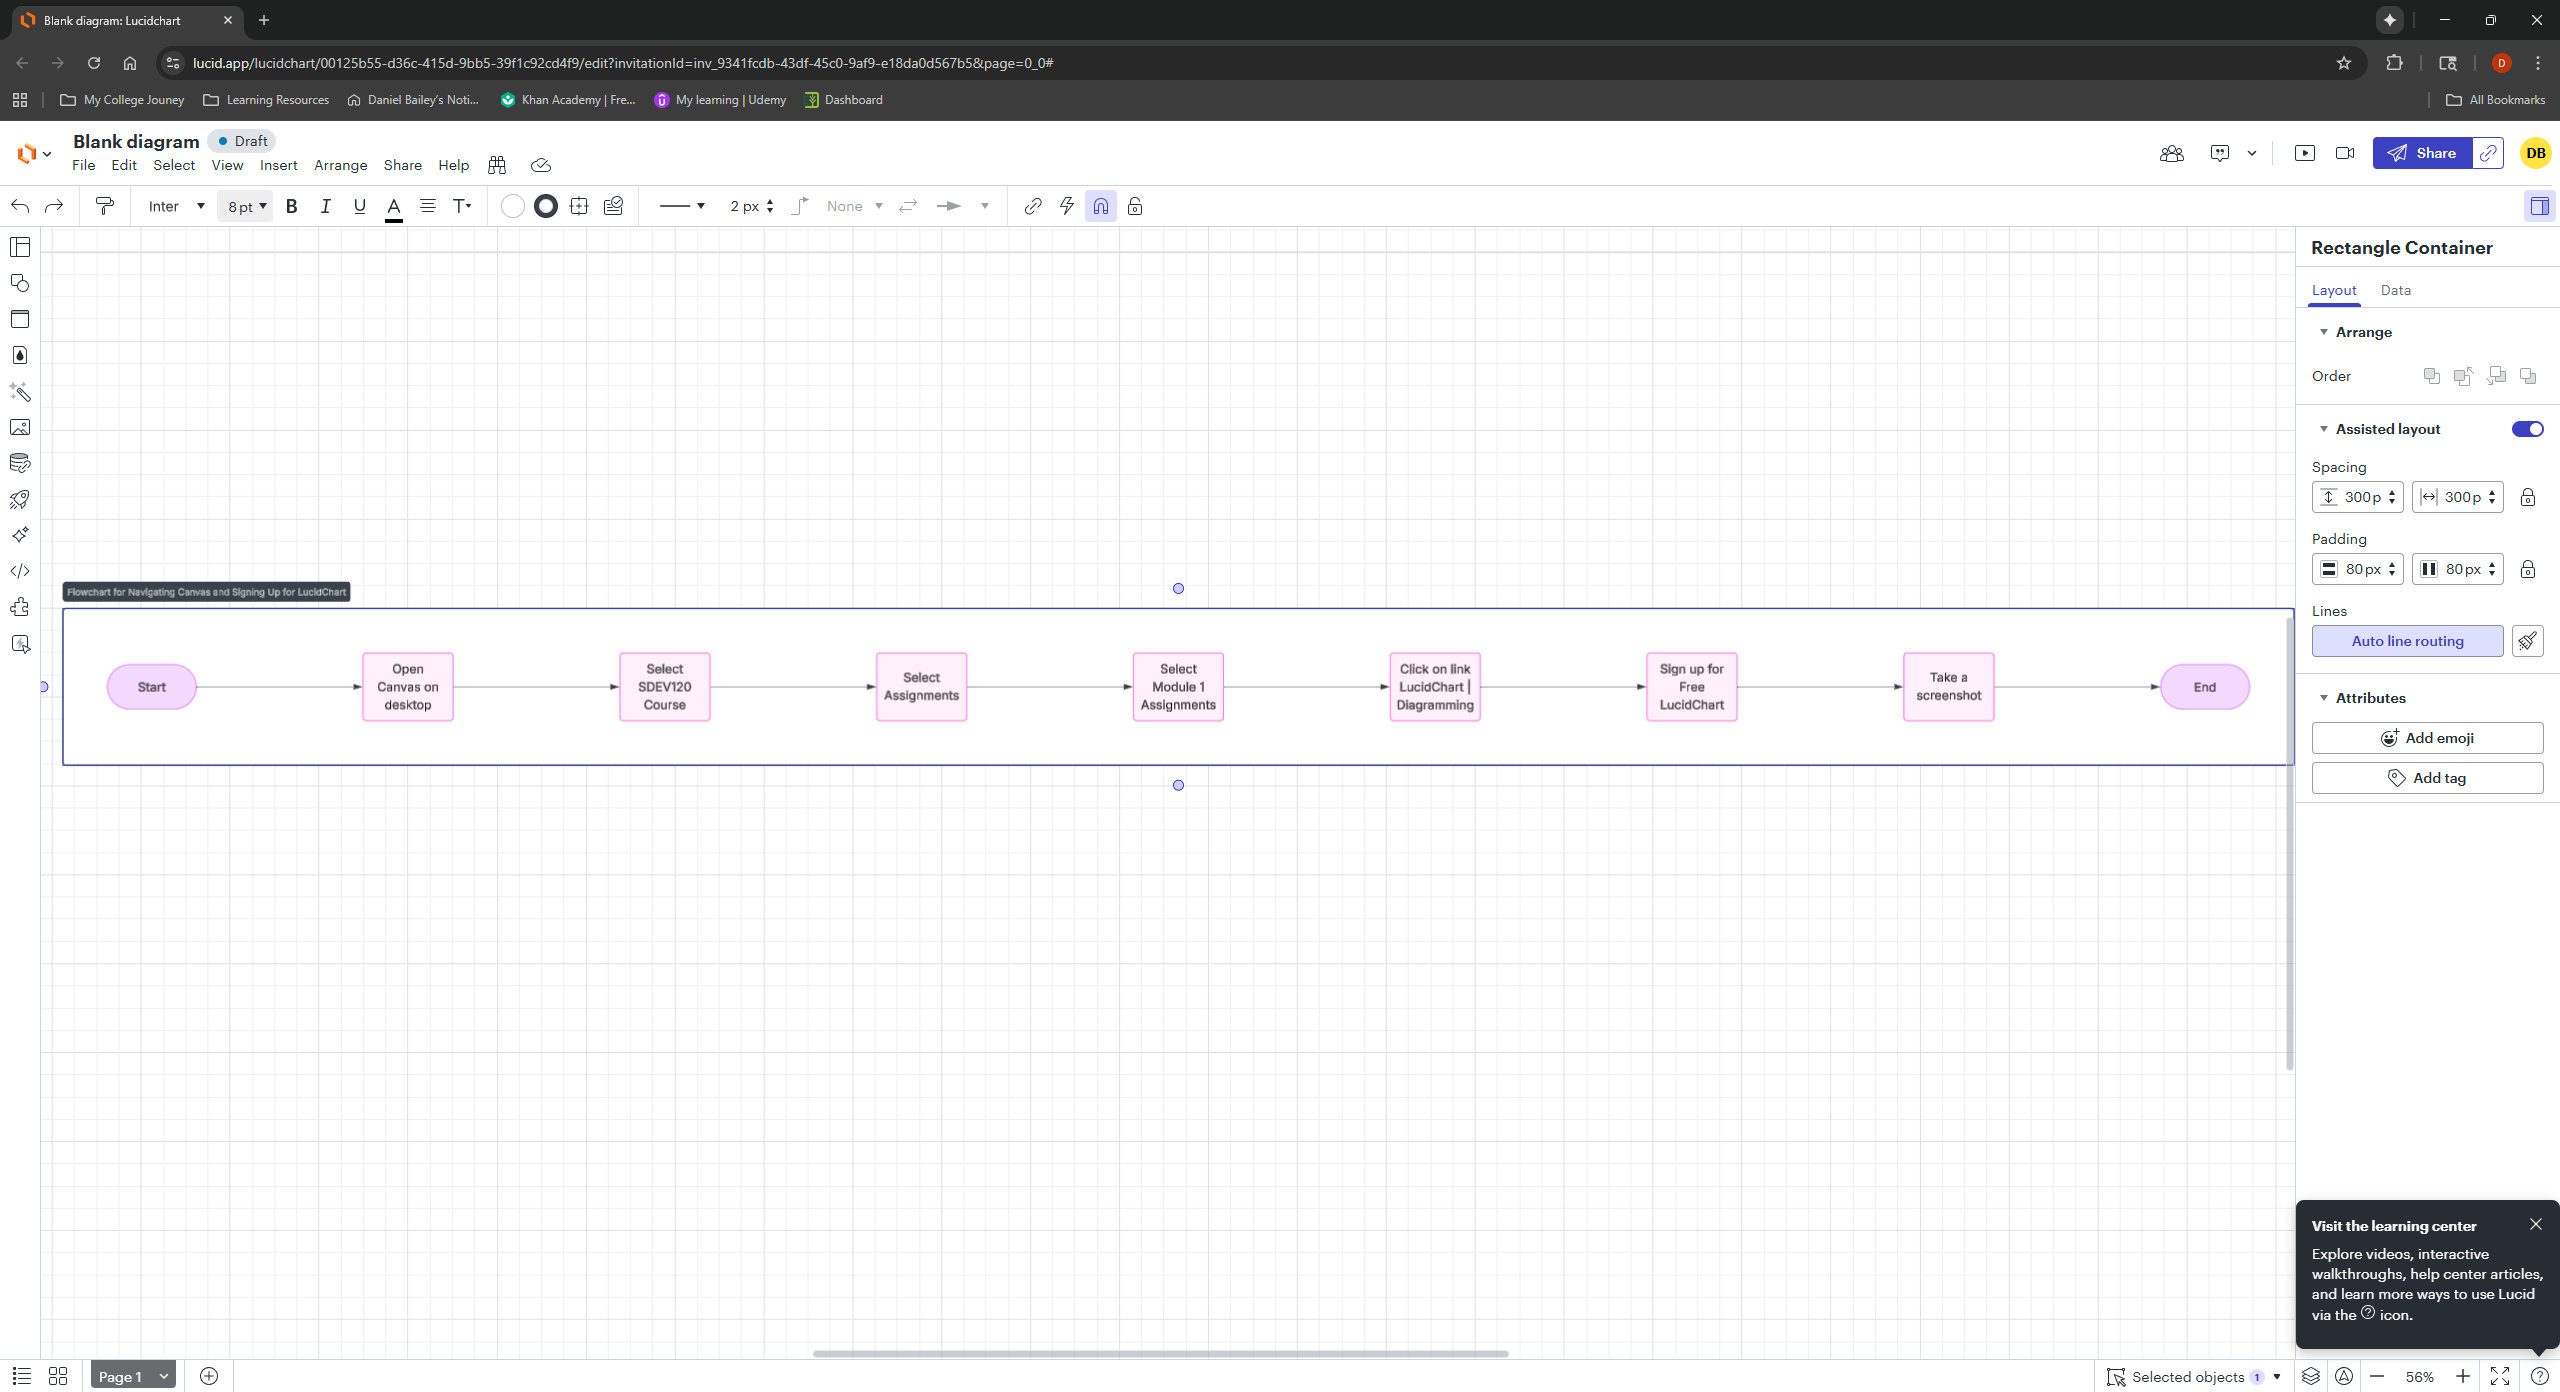 Blank diagram: Lucidchart
lucid.app/lucidchart/00125b55-d36c-415d-9bb5-39f1c92cd4f9/edit?invitationId=inv_9341fcdb-43df-45c0-9af9-e18da0d567b5&page=0_0#
D
My College Jouney
Learning Resources
Daniel Bailey's Noti...
Khan Academy | Fre...
My learning | Udemy
Dashboard
All Bookmarks
Blank diagram
Draft
File Edit Select View Insert Arrange Share Help
Share
DB
Inter
8 pt
B I U A T
2 px
None
Rectangle Container
Layout
Data
Arrange
Order
Assisted layout
Spacing
300 p
300 p
Padding
80 px
80 px
Lines
Auto line routing
Attributes
Add emoji
Add tag
Flowchart for Navigating Canvas and Signing Up for LucidChart
Start
Open
Canvas on
desktop
Select
SDEV120
Course
Select
Assignments
Select
Module 1
Assignments
Click on link
LucidChart |
Diagramming
Sign up for
Free
LucidChart
Take a
screenshot
End
Visit the learning center
Explore videos, interactive
walkthroughs, help center articles,
and learn more ways to use Lucid
via the ? icon.
Page 1
Selected objects 1
56%